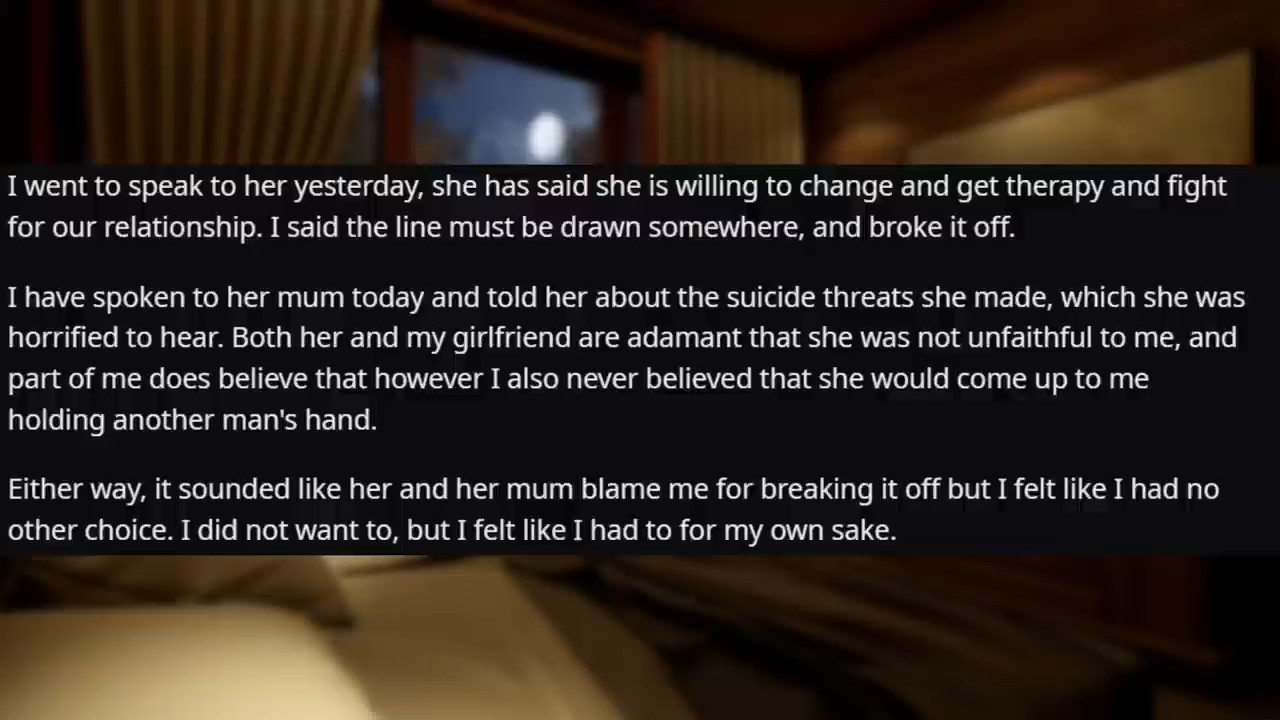 I went to speak to her yesterday, she has said she is willing to change and get therapy and fight
for our relationship. I said the line must be drawn somewhere, and broke it off.
I have spoken to her mum today and told her about the suicide threats she made, which she was
horrified to hear. Both her and my girlfriend are adamant that she was not unfaithful to me, and
part of me does believe that however I also never believed that she would come up to me
holding another man's hand.
Either way, it sounded like her and her mum blame me for breaking it off but I felt like I had no
other choice. I did not want to, but I felt like I had to for my own sake.